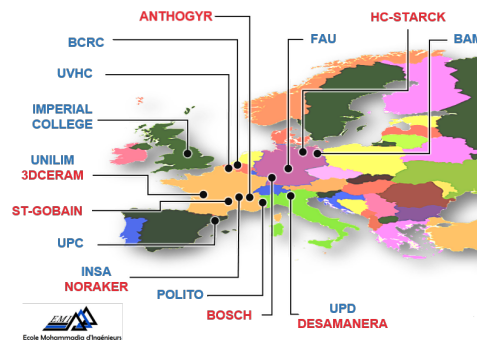 ANTHOGYR
HC-STARCK
BCRC
FAU
BAM
UVHC
IMPERIAL
COLLEGE
UNILIM
3DCERAM
ST-GOBAIN
UPC
INSA
NORAKER
POLITO
BOSCH
UPD
DESAMANERA
EMI
Ecole Mohammadia d'Ingénieurs